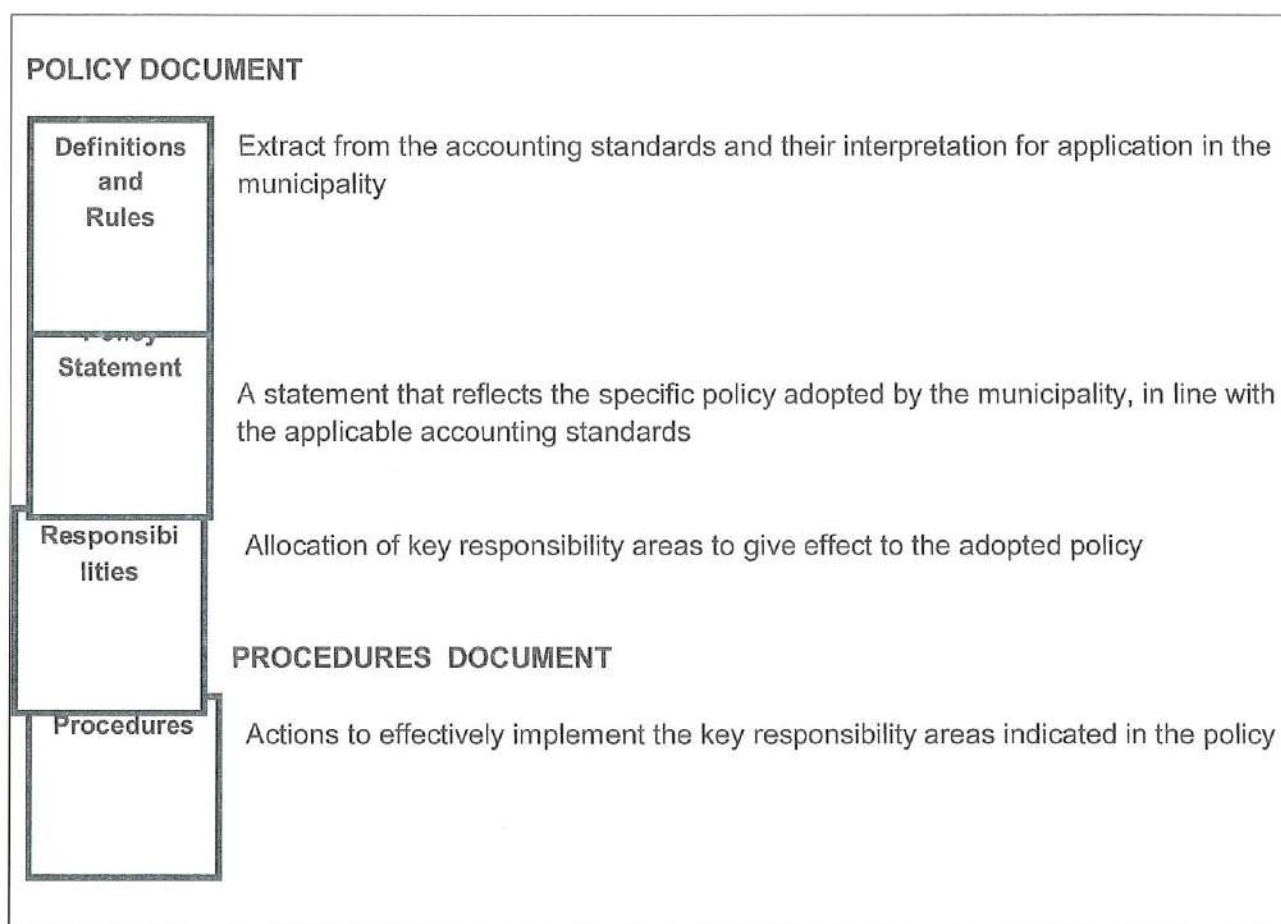 POLICY DOCUMENT
Definitions
and
Rules
Extract from the accounting standards and their interpretation for application in the
municipality
Policy
Statement
A statement that reflects the specific policy adopted by the municipality, in line with
the applicable accounting standards
Responsibi
lities
Allocation of key responsibility areas to give effect to the adopted policy
PROCEDURES DOCUMENT
Procedures
Actions to effectively implement the key responsibility areas indicated in the policy